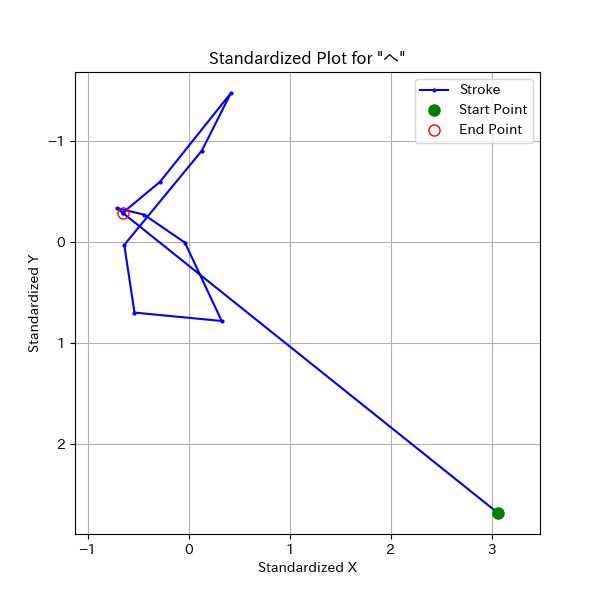 Standardized Plot for "へ"
Stroke
Start Point
End Point
−1
0
1
2
Standardized Y
−1 0 1 2 3
Standardized X